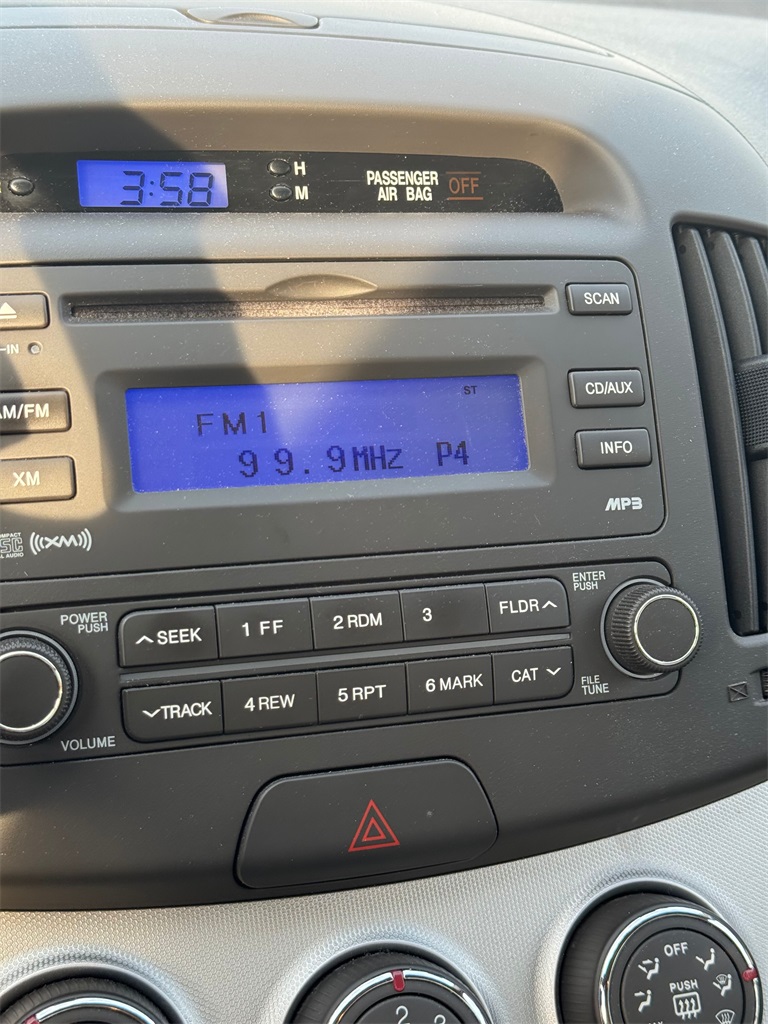 3:58
H
M
PASSENGER
AIR BAG
OFF
SCAN
-IN
AM/FM
XM
ST
FM1
99.9MHz P4
CD/AUX
INFO
MP3
((XM))
POWER
PUSH
VOLUME
SEEK
1 FF
2 RDM
3
FLDR
TRACK
4 REW
5 RPT
6 MARK
CAT
ENTER
PUSH
FILE
TUNE
OFF
PUSH
2